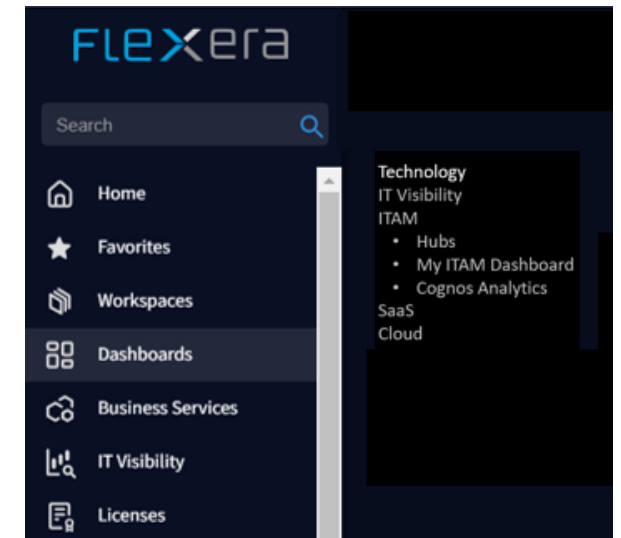 Flexera
Search
Home
Favorites
Workspaces
Dashboards
Business Services
IT Visibility
Licenses
Technology
IT Visibility
ITAM
• Hubs
• My ITAM Dashboard
• Cognos Analytics
SaaS
Cloud